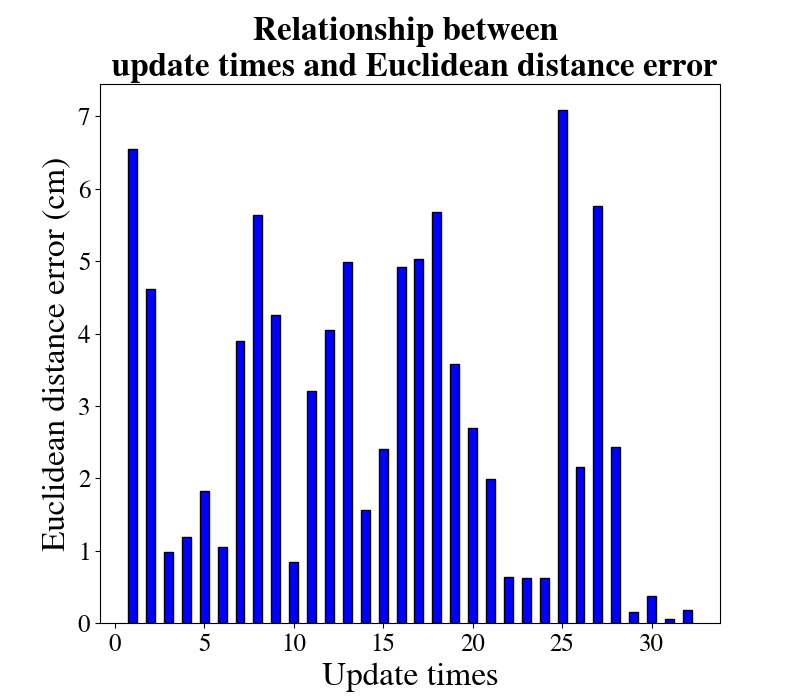 Relationship between
update times and Euclidean distance error
Euclidean distance error (cm)
7
6
5
4
3
2
1
0
0 5 10 15 20 25 30
Update times